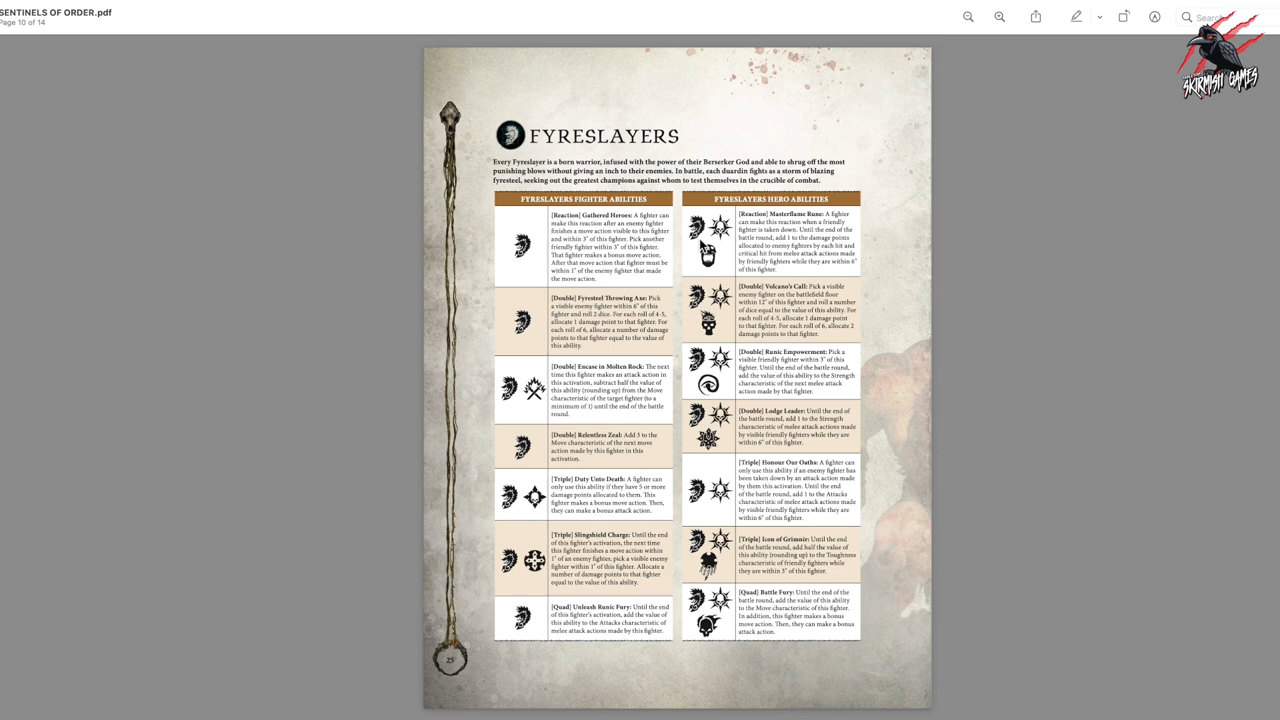 SENTINELS OF ORDER.pdf
Page 10 of 14
Search
SKIRMISH GAMES
FYRESLAYERS
Every Fyreslayer is a born warrior, infused with the power of their Berserker God and able to shrug off the most
punishing blows without giving an inch to their enemies. In battle, each duardin fights as a storm of blazing
fyresteel, seeking out the greatest champions against whom to test themselves in the crucible of combat.
FYRESLAYERS FIGHTER ABILITIES
[Reaction] Gathered Heroes: A fighter can
make this reaction after an enemy fighter
finishes a move action visible to this fighter
and within 3" of this fighter. Pick another
friendly fighter within 3" of this fighter.
That fighter makes a bonus move action.
After that move action that fighter must be
within 1" of the enemy fighter that made
the move action.
[Double] Fyresteel Throwing Axe: Pick
a visible enemy fighter within 6" of this
fighter and roll 2 dice. For each roll of 4-5,
allocate 1 damage point to that fighter. For
each roll of 6, allocate a number of damage
points to that fighter equal to the value of
this ability.
[Double] Encase in Molten Rock: The next
time this fighter makes an attack action in
this activation, subtract half the value of
this ability (rounding up) from the Move
characteristic of the target fighter (to a
minimum of 1) until the end of the battle
round.
[Double] Relentless Zeal: Add 3 to the
Move characteristic of the next move
action made by this fighter in this
activation.
[Triple] Duty Unto Death: A fighter can
only use this ability if they have 5 or more
damage points allocated to them. This
fighter makes a bonus move action. Then,
they can make a bonus attack action.
[Triple] Slingshield Charge: Until the end
of this fighter's activation, the next time
this fighter finishes a move action within
1" of an enemy fighter, pick a visible enemy
fighter within 1" of this fighter. Allocate a
number of damage points to that fighter
equal to the value of this ability.
[Quad] Unleash Runic Fury: Until the end
of this fighter's activation, add the value of
this ability to the Attacks characteristic of
melee attack actions made by this fighter.
FYRESLAYERS HERO ABILITIES
[Reaction] Masterflame Rune: A fighter
can make this reaction when a friendly
fighter is taken down. Until the end of the
battle round, add 1 to the damage points
allocated to enemy fighters by each hit and
critical hit from melee attack actions made
by friendly fighters while they are within 6"
of this fighter.
[Double] Volcano's Call: Pick a visible
enemy fighter on the battlefield floor
within 12" of this fighter and roll a number
of dice equal to the value of this ability. For
each roll of 4-5, allocate 1 damage point
to that fighter. For each roll of 6, allocate 2
damage points to that fighter.
[Double] Runic Empowerment: Pick a
visible friendly fighter within 3" of this
fighter. Until the end of the battle round,
add the value of this ability to the Strength
characteristic of the next melee attack
action made by that fighter.
[Double] Lodge Leader: Until the end of
the battle round, add 1 to the Strength
characteristic of melee attack actions made
by visible friendly fighters while they are
within 6" of this fighter.
[Triple] Honour Our Oaths: A fighter can
only use this ability if an enemy fighter has
been taken down by an attack action made
by them this activation. Until the end
of the battle round, add 1 to the Attacks
characteristic of melee attack actions made
by visible friendly fighters while they are
within 6" of this fighter.
[Triple] Icon of Grimnir: Until the end
of the battle round, add half the value of
this ability (rounding up) to the Toughness
characteristic of friendly fighters while
they are within 3" of this fighter.
[Quad] Battle Fury: Until the end of the
battle round, add the value of this ability
to the Move characteristic of this fighter.
In addition, this fighter makes a bonus
move action. Then, they can make a bonus
attack action.
25